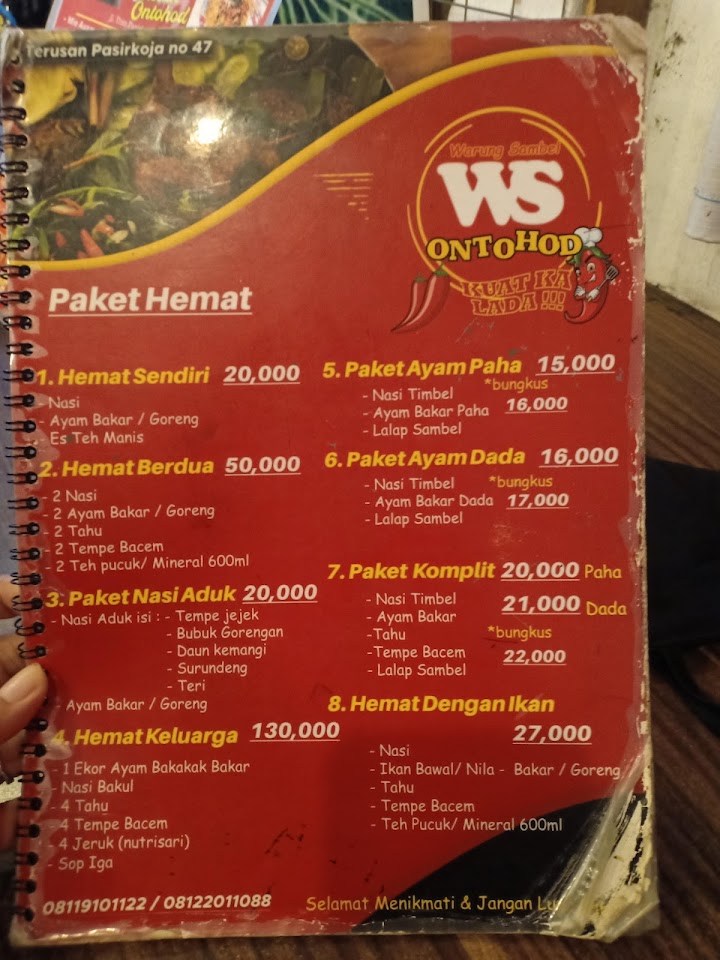 Ontohod
Terusan Pasirkoja no 47
Warung Sambel
WS
ONTOHOD
KUAT KA
LADA !!!
Paket Hemat
1. Hemat Sendiri 20,000
- Nasi
- Ayam Bakar / Goreng
- Es Teh Manis
2. Hemat Berdua 50,000
- 2 Nasi
- 2 Ayam Bakar / Goreng
- 2 Tahu
- 2 Tempe Bacem
- 2 Teh pucuk/ Mineral 600ml
3. Paket Nasi Aduk 20,000
- Nasi Aduk isi : - Tempe jejek
- Bubuk Gorengan
- Daun kemangi
- Surundeng
- Teri
- Ayam Bakar / Goreng
4. Hemat Keluarga 130,000
- 1 Ekor Ayam Bakakak Bakar
- Nasi Bakul
- 4 Tahu
- 4 Tempe Bacem
- 4 Jeruk (nutrisari)
- Sop Iga
5. Paket Ayam Paha 15,000
- Nasi Timbel *bungkus
- Ayam Bakar Paha 16,000
- Lalap Sambel
6. Paket Ayam Dada 16,000
- Nasi Timbel *bungkus
- Ayam Bakar Dada 17,000
- Lalap Sambel
7. Paket Komplit 20,000 Paha
- Nasi Timbel 21,000 Dada
- Ayam Bakar
-Tahu *bungkus
-Tempe Bacem 22,000
- Lalap Sambel
8. Hemat Dengan Ikan
27,000
- Nasi
- Ikan Bawal/ Nila - Bakar / Goreng
- Tahu
- Tempe Bacem
- Teh Pucuk/ Mineral 600ml
08119101122 / 08122011088
Selamat Menikmati & Jangan